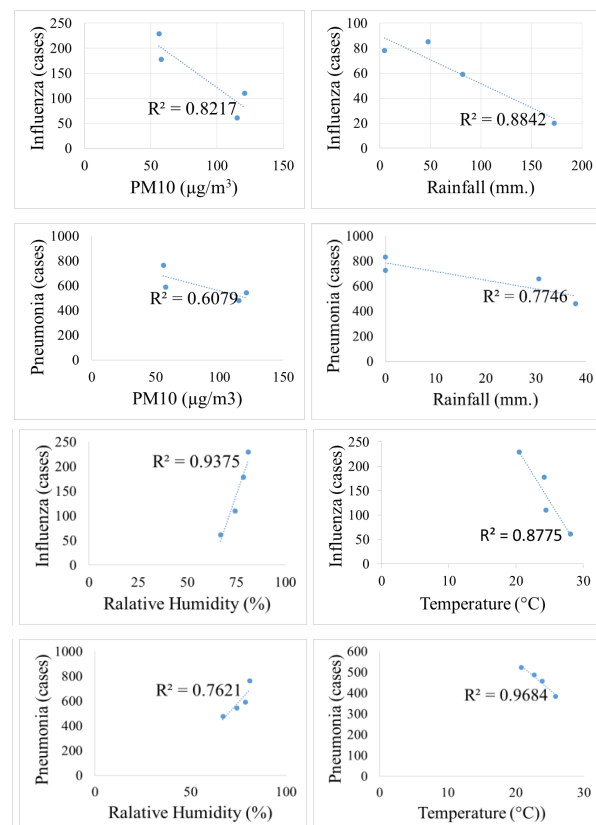 250
200
150
100
50
0
Influenza (cases)
R² = 0.8217
0 50 100 150
PM10 (µg/m³)
100
80
60
40
20
0
Influenza (cases)
R² = 0.8842
0 50 100 150 200
Rainfall (mm.)
1000
800
600
400
200
0
Pneumonia (cases)
R² = 0.6079
0 50 100 150
PM10 (µg/m3)
1000
800
600
400
200
0
Pneumonia (cases)
R² = 0.7746
0 10 20 30 40
Rainfall (mm.)
250
200
150
100
50
0
Influenza (cases)
R² = 0.9375
0 25 50 75 100
Ralative Humidity (%)
250
200
150
100
50
0
Influenza (cases)
R² = 0.8775
0 10 20 30
Temperature (°C)
1000
800
600
400
200
0
Pneumonia (cases)
R² = 0.7621
0 50 100
Ralative Humidity (%)
600
500
400
300
200
100
0
Pneumonia (cases)
R² = 0.9684
0 10 20 30
Temperature (°C))